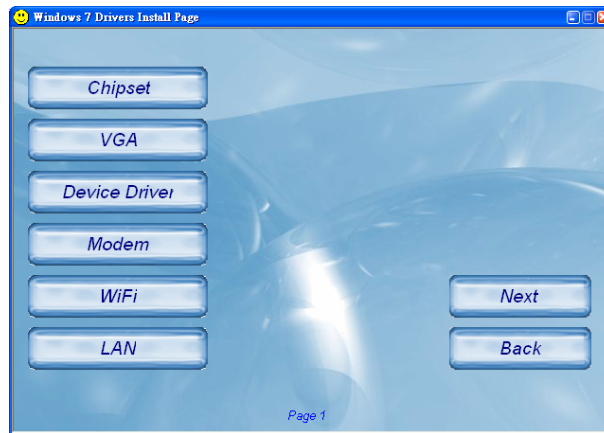 Windows 7 Drivers Install Page
Chipset
VGA
Device Driver
Modem
WiFi
LAN
Next
Back
Page 1